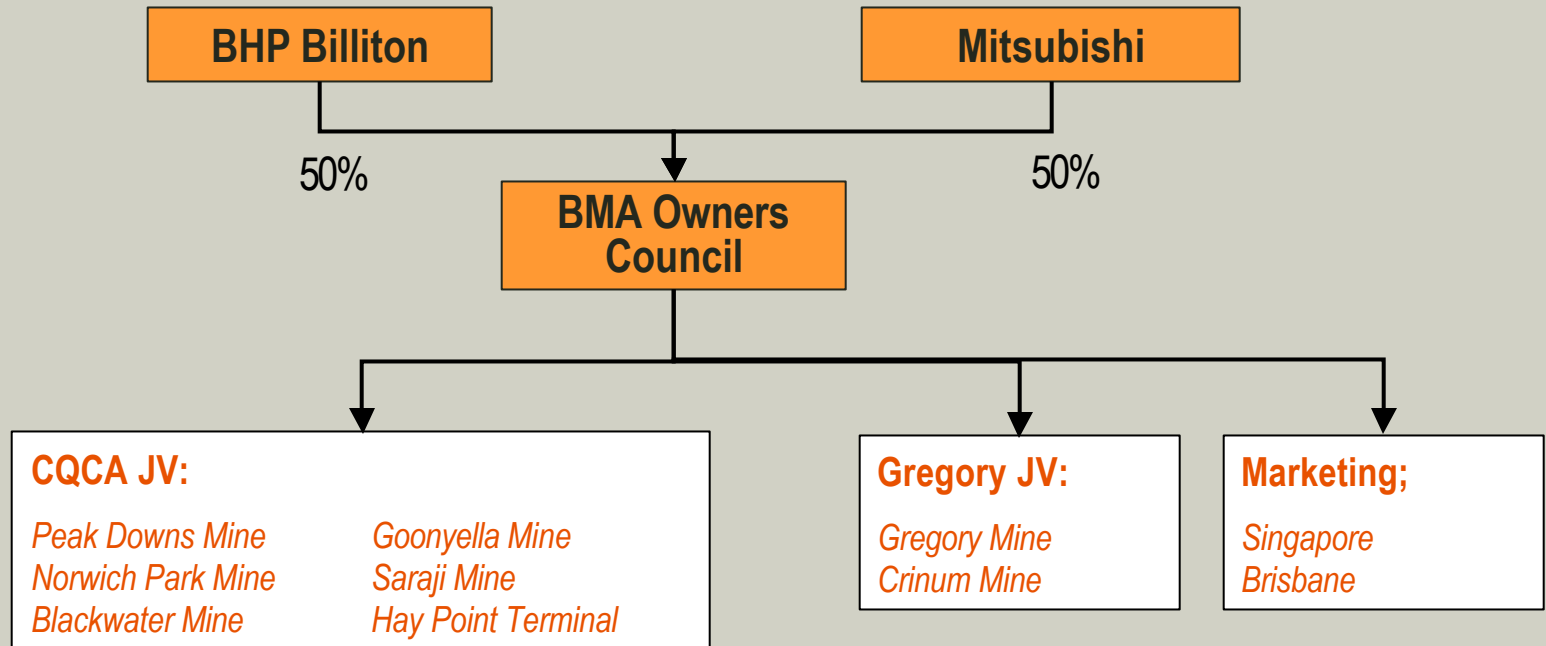 BHP Billiton
Mitsubishi
50%
50%
BMA Owners
Council
CQCA JV:
Peak Downs Mine
Norwich Park Mine
Blackwater Mine
Goonyella Mine
Saraji Mine
Hay Point Terminal
Gregory JV:
Gregory Mine
Crinum Mine
Marketing;
Singapore
Brisbane